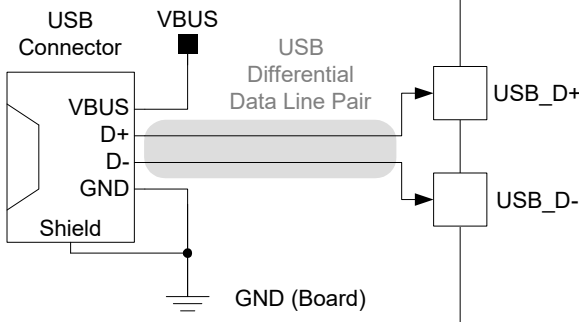 USB
Connector
VBUS
USB
Differential
Data Line Pair
VBUS
D+
D-
GND
Shield
USB_D+
USB_D-
GND (Board)